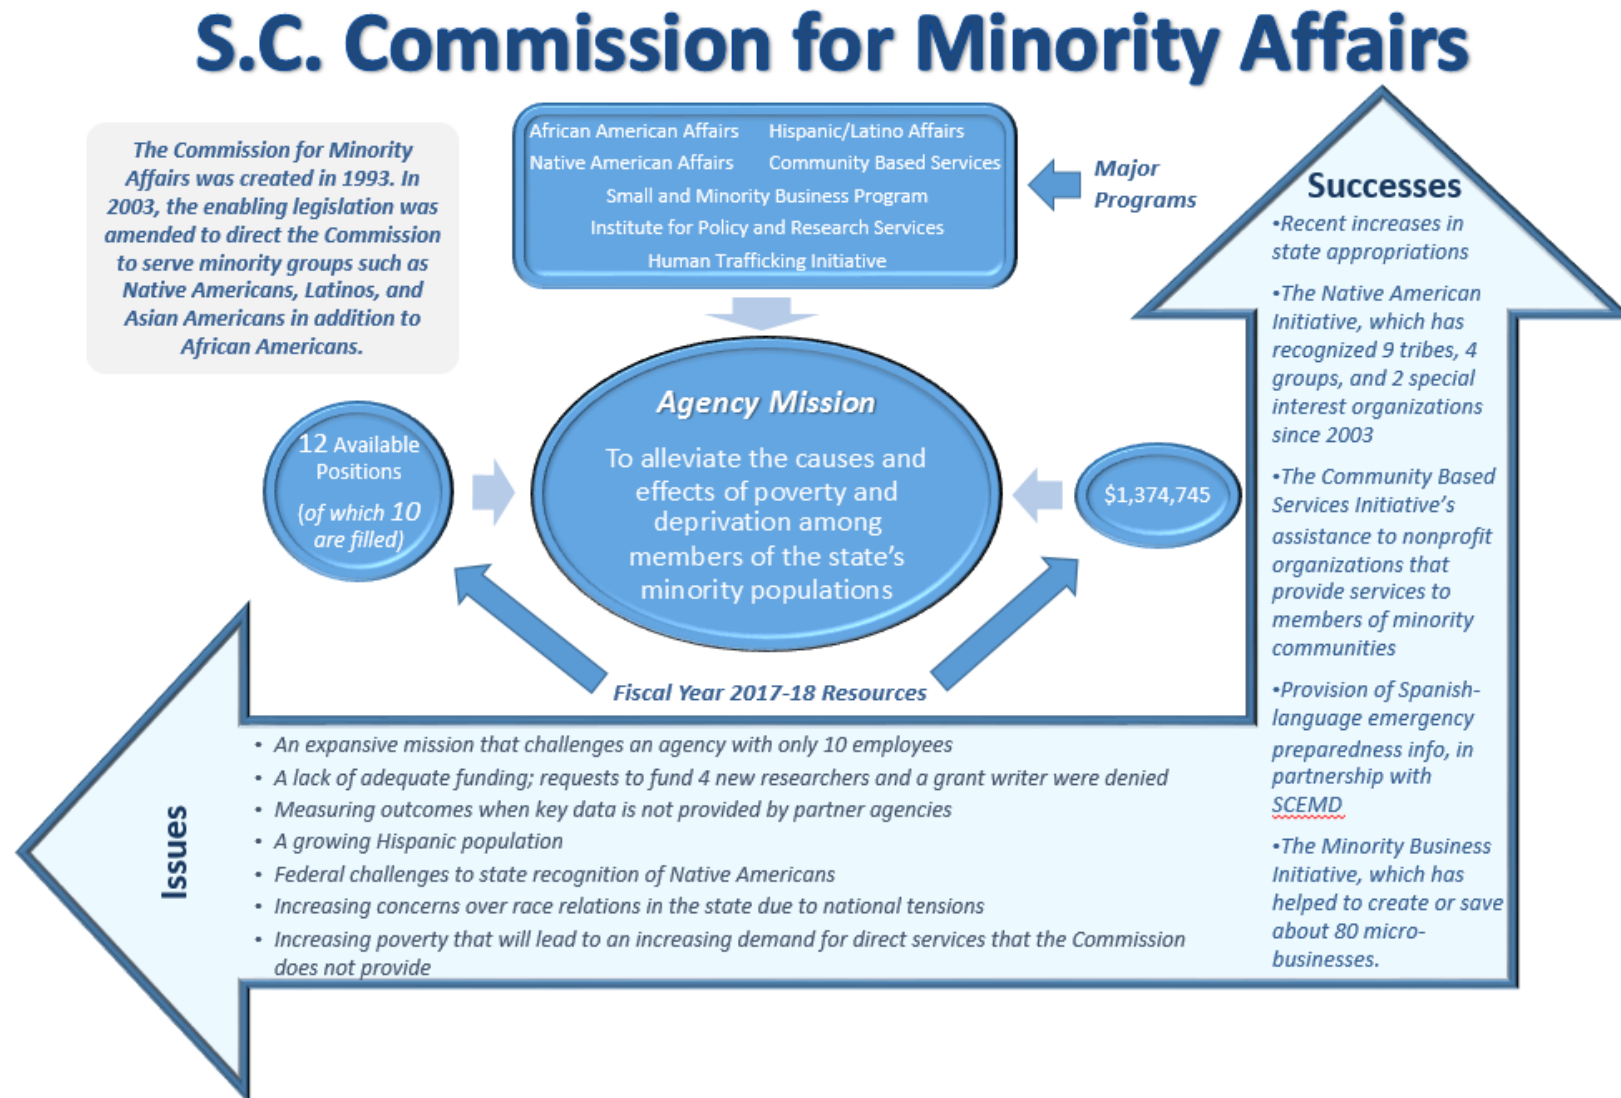 S.C. Commission for Minority Affairs
The Commission for Minority
Affairs was created in 1993. In
2003, the enabling legislation was
amended to direct the Commission
to serve minority groups such as
Native Americans, Latinos, and
Asian Americans in addition to
African Americans.
African American Affairs Hispanic/Latino Affairs
Native American Affairs Community Based Services
Small and Minority Business Program
Institute for Policy and Research Services
Human Trafficking Initiative
Major
Programs
Agency Mission
To alleviate the causes and
effects of poverty and
deprivation among
members of the state's
minority populations
12 Available
Positions
(of which 10
are filled)
$1,374,745
Fiscal Year 2017-18 Resources
Successes
•Recent increases in
state appropriations
•The Native American
Initiative, which has
recognized 9 tribes, 4
groups, and 2 special
interest organizations
since 2003
•The Community Based
Services Initiative's
assistance to nonprofit
organizations that
provide services to
members of minority
communities
•Provision of Spanish-
language emergency
preparedness info, in
partnership with
SCEMD
•The Minority Business
Initiative, which has
helped to create or save
about 80 micro-
businesses.
Issues
• An expansive mission that challenges an agency with only 10 employees
• A lack of adequate funding; requests to fund 4 new researchers and a grant writer were denied
• Measuring outcomes when key data is not provided by partner agencies
• A growing Hispanic population
• Federal challenges to state recognition of Native Americans
• Increasing concerns over race relations in the state due to national tensions
• Increasing poverty that will lead to an increasing demand for direct services that the Commission
does not provide